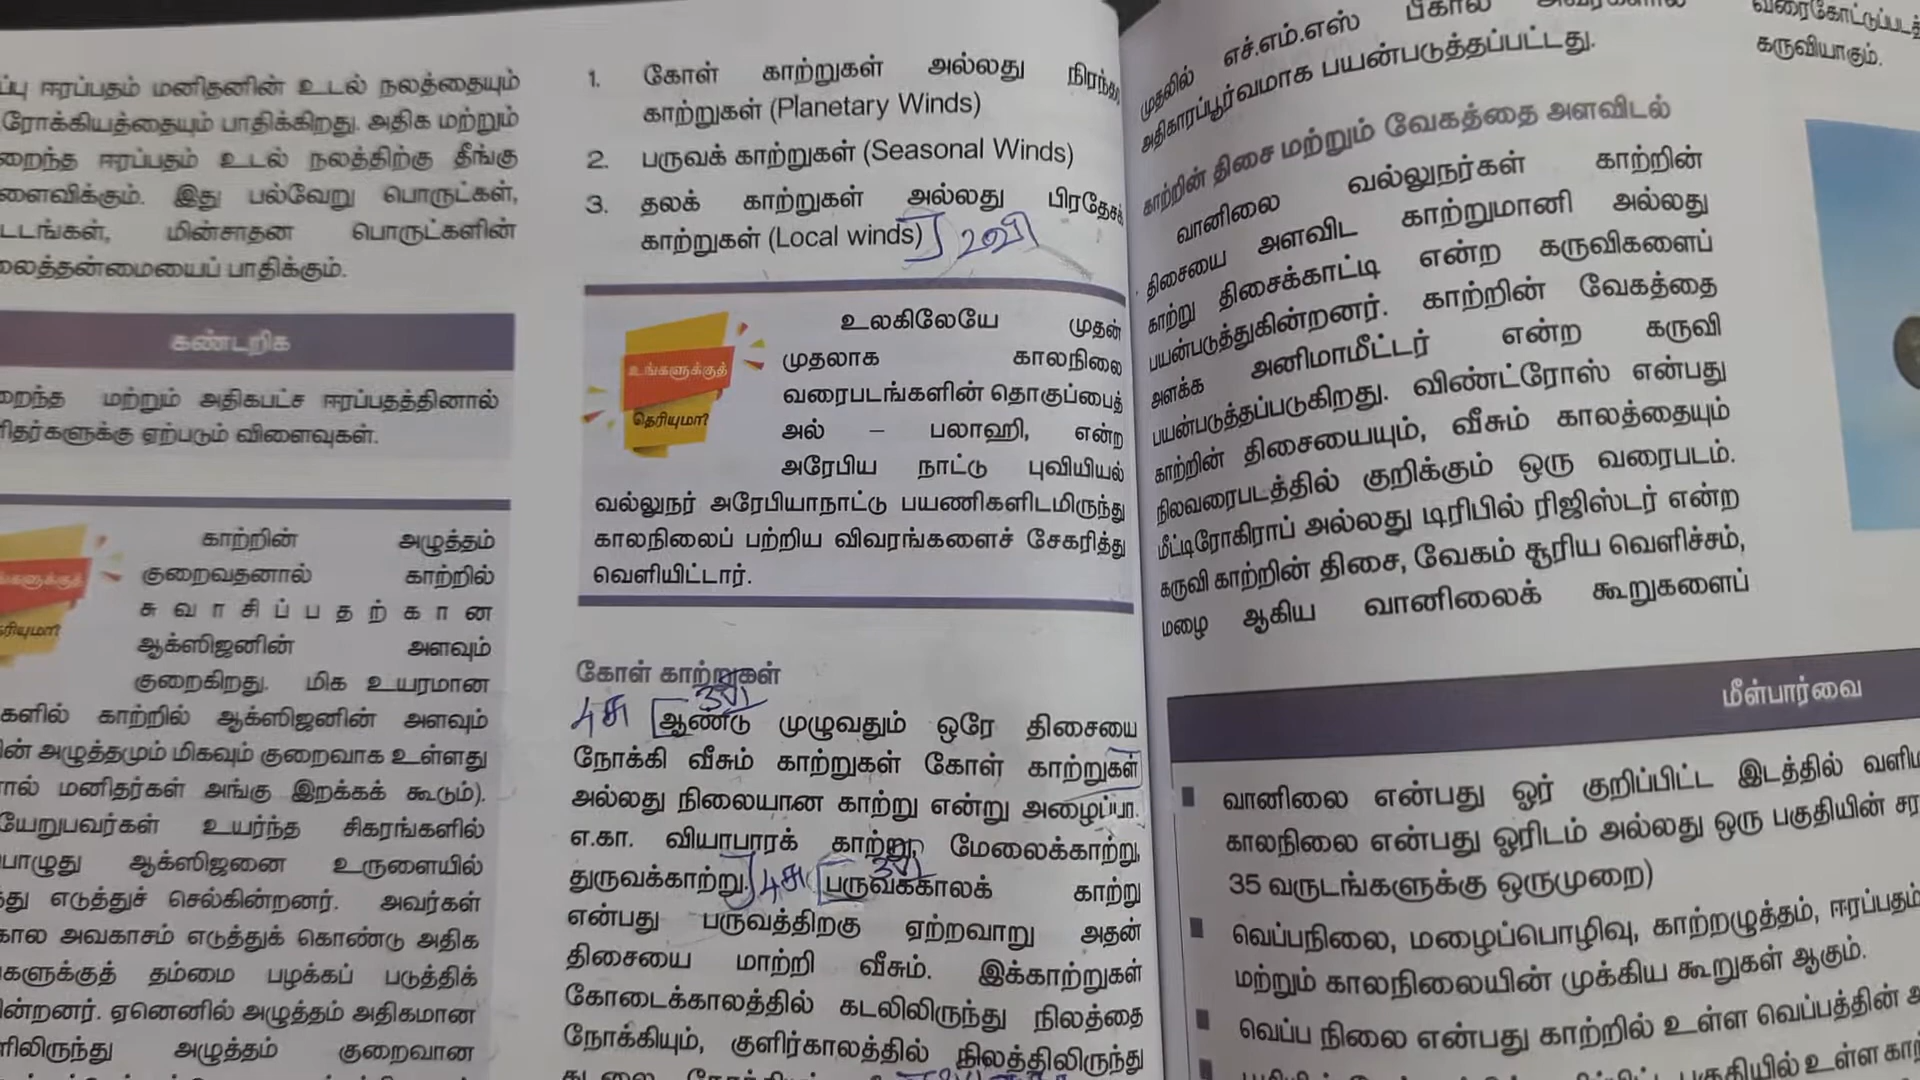 ஈரப்பதம் மனிதனின் உடல் நலத்தையும்
பாதிக்கிறது. அதிக மற்றும்
ஈரப்பதம் உடல் நலத்திற்கு தீங்கு
இது பல்வேறு பொருட்கள்,
மின்சாதன பொருட்களின்
பாதிக்கும்.
கண்டறிக
மற்றும் அதிகபட்ச ஈரப்பதத்தினால்
ஏற்படும் விளைவுகள்.
காற்றின் அழுத்தம்
குறைவதனால் காற்றில்
சுவாசிப்பதற்கான
ஆக்ஸிஜனின் அளவும்
குறைகிறது. மிக உயரமான
காற்றில் ஆக்ஸிஜனின் அளவும்
அழுத்தமும் மிகவும் குறைவாக உள்ளது
மனிதர்கள் அங்கு இறக்கக் கூடும்).
உயர்ந்த சிகரங்களில்
ஆக்ஸிஜனை உருளையில்
எடுத்துச் செல்கின்றனர். அவர்கள்
அவகாசம் எடுத்துக் கொண்டு அதிக
தம்மை பழக்கப் படுத்திக்
ஏனெனில் அழுத்தம் அதிகமான
அழுத்தம் குறைவான
1. கோள் காற்றுகள் அல்லது
காற்றுகள் (Planetary Winds)
2. பருவக் காற்றுகள் (Seasonal Winds)
3. தலக் காற்றுகள் அல்லது பிரதேசக்
காற்றுகள் (Local winds)
உங்களுக்குத்
தெரியுமா?
உலகிலேயே முதன்
முதலாக காலநிலை
வரைபடங்களின் தொகுப்பைத்
அல் – பலாஹி, என்ற
அரேபிய நாட்டு புவியியல்
வல்லுநர் அரேபியாநாட்டு பயணிகளிடமிருந்து
காலநிலைப் பற்றிய விவரங்களைச் சேகரித்து
வெளியிட்டார்.
கோள் காற்றுகள்
ஆண்டு முழுவதும் ஒரே திசையை
நோக்கி வீசும் காற்றுகள் கோள் காற்றுகள்
அல்லது நிலையான காற்று என்று அழைப்பர்.
எ.கா. வியாபாரக் காற்று, மேலைக்காற்று,
துருவக்காற்று. பருவக்காலக் காற்று
என்பது பருவத்திற்கு ஏற்றவாறு அதன்
திசையை மாற்றி வீசும். இக்காற்றுகள்
கோடைக்காலத்தில் கடலிலிருந்து நிலத்தை
நோக்கியும், குளிர்காலத்தில் நிலத்திலிருந்து
முதலில் எச்.எம்.எஸ்
அதிகாரப்பூர்வமாக பயன்படுத்தப்பட்டது.
காற்றின் திசை மற்றும் வேகத்தை அளவிடல்
வானிலை வல்லுநர்கள் காற்றின்
திசையை அளவிட காற்றுமானி அல்லது
காற்று திசைக்காட்டி என்ற கருவிகளைப்
பயன்படுத்துகின்றனர். காற்றின் வேகத்தை
அளக்க அனிமாமீட்டர் என்ற கருவி
பயன்படுத்தப்படுகிறது. விண்ட்ரோஸ் என்பது
காற்றின் திசையையும், வீசும் காலத்தையும்
நிலவரைபடத்தில் குறிக்கும் ஒரு வரைபடம்.
மீட்டிரோகிராப் அல்லது டிரிபில் ரிஜிஸ்டர் என்ற
கருவி காற்றின் திசை, வேகம் சூரிய வெளிச்சம்,
மழை ஆகிய வானிலைக் கூறுகளைப்
கருவியாகும்.
மீள்பார்வை
வானிலை என்பது ஓர் குறிப்பிட்ட இடத்தில்
காலநிலை என்பது ஓரிடம் அல்லது ஒரு பகுதியின்
35 வருடங்களுக்கு ஒருமுறை)
வெப்பநிலை, மழைப்பொழிவு, காற்றழுத்தம், ஈரப்பதம்
மற்றும் காலநிலையின் முக்கிய கூறுகள் ஆகும்.
வெப்ப நிலை என்பது காற்றில் உள்ள வெப்பத்தின்